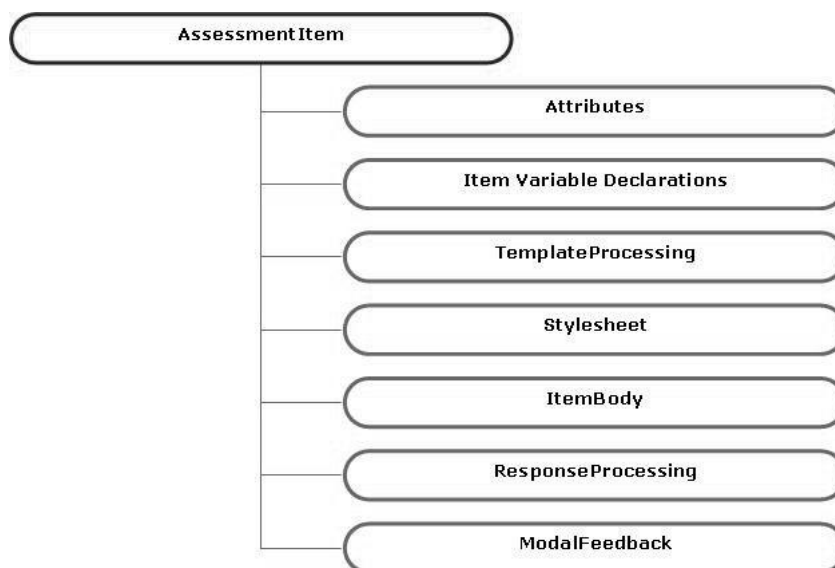 AssessmentItem
Attributes
Item Variable Declarations
TemplateProcessing
Stylesheet
ItemBody
ResponseProcessing
ModalFeedback